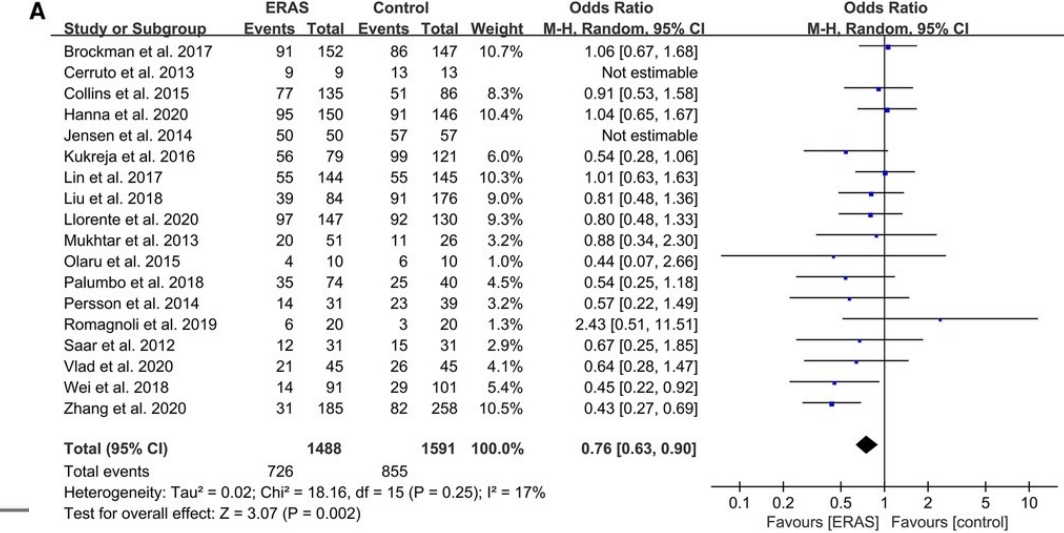 A
ERAS Control Odds Ratio Odds Ratio
Study or Subgroup Events Total Events Total Weight M-H, Random, 95% CI M-H, Random, 95% CI
Brockman et al. 2017 91 152 86 147 10.7% 1.06 [0.67, 1.68]
Cerruto et al. 2013 9 9 13 13 Not estimable
Collins et al. 2015 77 135 51 86 8.3% 0.91 [0.53, 1.58]
Hanna et al. 2020 95 150 91 146 10.4% 1.04 [0.65, 1.67]
Jensen et al. 2014 50 50 57 57 Not estimable
Kukreja et al. 2016 56 79 99 121 6.0% 0.54 [0.28, 1.06]
Lin et al. 2017 55 144 55 145 10.3% 1.01 [0.63, 1.63]
Liu et al. 2018 39 84 91 176 9.0% 0.81 [0.48, 1.36]
Llorente et al. 2020 97 147 92 130 9.3% 0.80 [0.48, 1.33]
Mukhtar et al. 2013 20 51 11 26 3.2% 0.88 [0.34, 2.30]
Olaru et al. 2015 4 10 6 10 1.0% 0.44 [0.07, 2.66]
Palumbo et al. 2018 35 74 25 40 4.5% 0.54 [0.25, 1.18]
Persson et al. 2014 14 31 23 39 3.2% 0.57 [0.22, 1.49]
Romagnoli et al. 2019 6 20 3 20 1.3% 2.43 [0.51, 11.51]
Saar et al. 2012 12 31 15 31 2.9% 0.67 [0.25, 1.85]
Vlad et al. 2020 21 45 26 45 4.1% 0.64 [0.28, 1.47]
Wei et al. 2018 14 91 29 101 5.4% 0.45 [0.22, 0.92]
Zhang et al. 2020 31 185 82 258 10.5% 0.43 [0.27, 0.69]
Total (95% CI) 1488 1591 100.0% 0.76 [0.63, 0.90]
Total events 726 855
Heterogeneity: Tau² = 0.02; Chi² = 18.16, df = 15 (P = 0.25); I² = 17%
Test for overall effect: Z = 3.07 (P = 0.002)
0.1 0.2 0.5 1 2 5 10
Favours [ERAS] Favours [control]